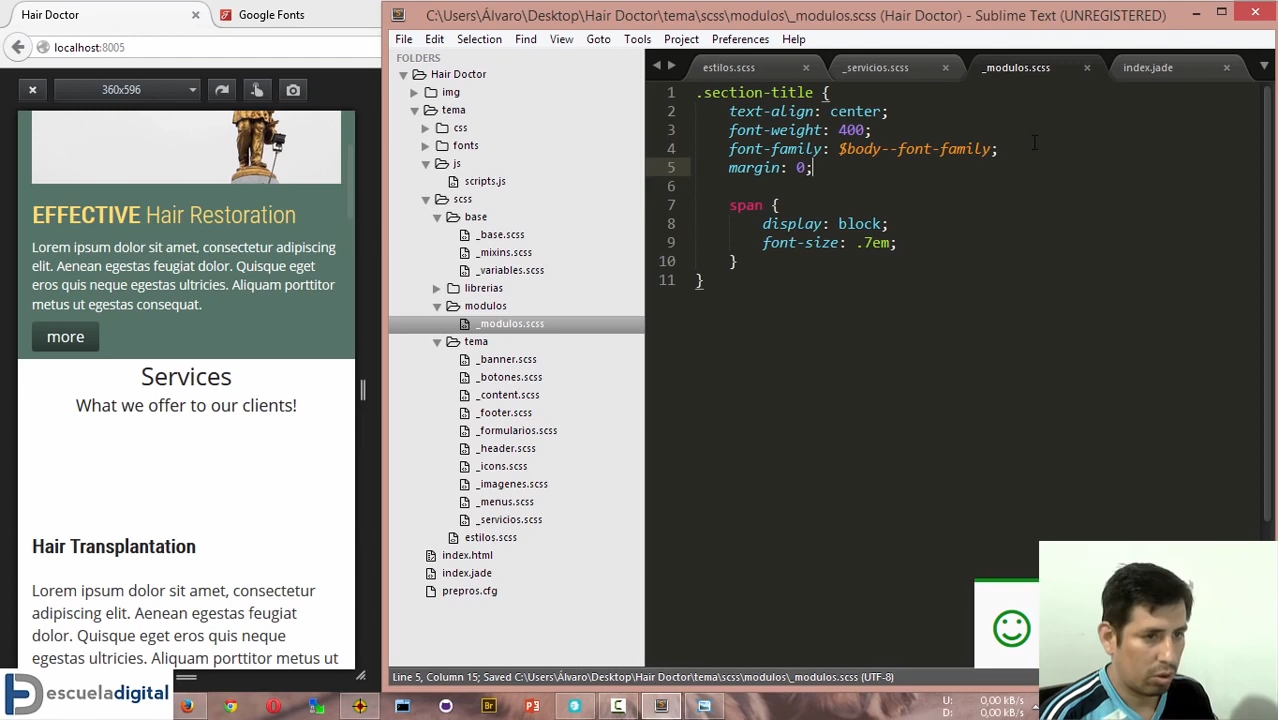 Hair Doctor
Google Fonts
localhost:8005
360x596
EFFECTIVE Hair Restoration
Lorem ipsum dolor sit amet, consectetur adipiscing
elit. Aenean egestas feugiat dolor. Quisque eget
eros quis neque egestas ultricies. Aliquam porttitor
metus ut egestas consequat.
more
Services
What we offer to our clients!
Hair Transplantation
Lorem ipsum dolor sit amet, consectetur
adipiscing elit. Aenean egestas feugiat
dolor. Quisque eget eros quis neque
egestas ultricies. Aliquam porttitor metus ut
escueladigital
C:\Users\Álvaro\Desktop\Hair Doctor\tema\scss\modulos\_modulos.scss (Hair Doctor) - Sublime Text (UNREGISTERED)
File Edit Selection Find View Goto Tools Project Preferences Help
FOLDERS
Hair Doctor
img
tema
css
fonts
js
scripts.js
scss
base
_base.scss
_mixins.scss
_variables.scss
librerias
modulos
_modulos.scss
tema
_banner.scss
_botones.scss
_content.scss
_footer.scss
_formularios.scss
_header.scss
_icons.scss
_imagenes.scss
_menus.scss
_servicios.scss
estilos.scss
index.html
index.jade
prepros.cfg
estilos.scss _servicios.scss _modulos.scss index.jade
1 .section-title {
2 text-align: center;
3 font-weight: 400;
4 font-family: $body--font-family;
5 margin: 0;
6
7 span {
8 display: block;
9 font-size: .7em;
10 }
11 }
Line 5, Column 15; Saved C:\Users\Álvaro\Desktop\Hair Doctor\tema\scss\modulos\_modulos.scss (UTF-8)
Br
U: 0,00 kB/s
D: 0,00 kB/s